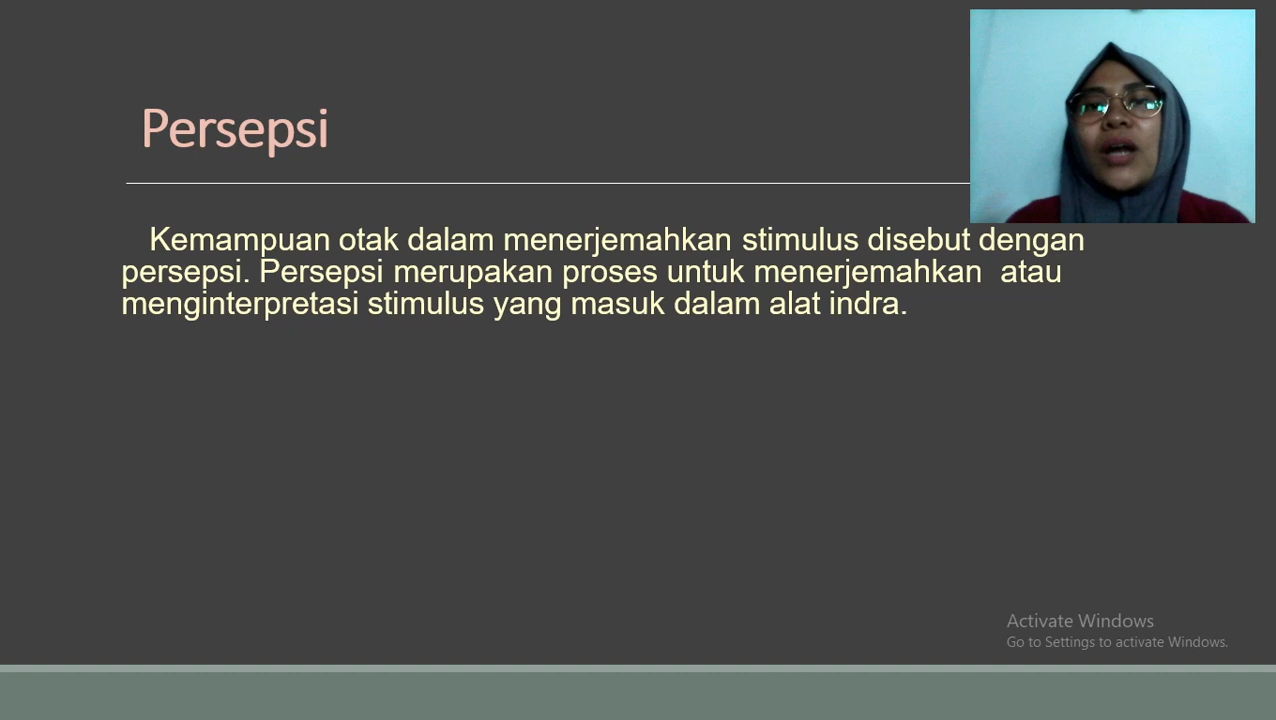 Persepsi
Kemampuan otak dalam menerjemahkan stimulus disebut dengan
persepsi. Persepsi merupakan proses untuk menerjemahkan  atau
menginterpretasi stimulus yang masuk dalam alat indra.
Activate Windows
Go to Settings to activate Windows.